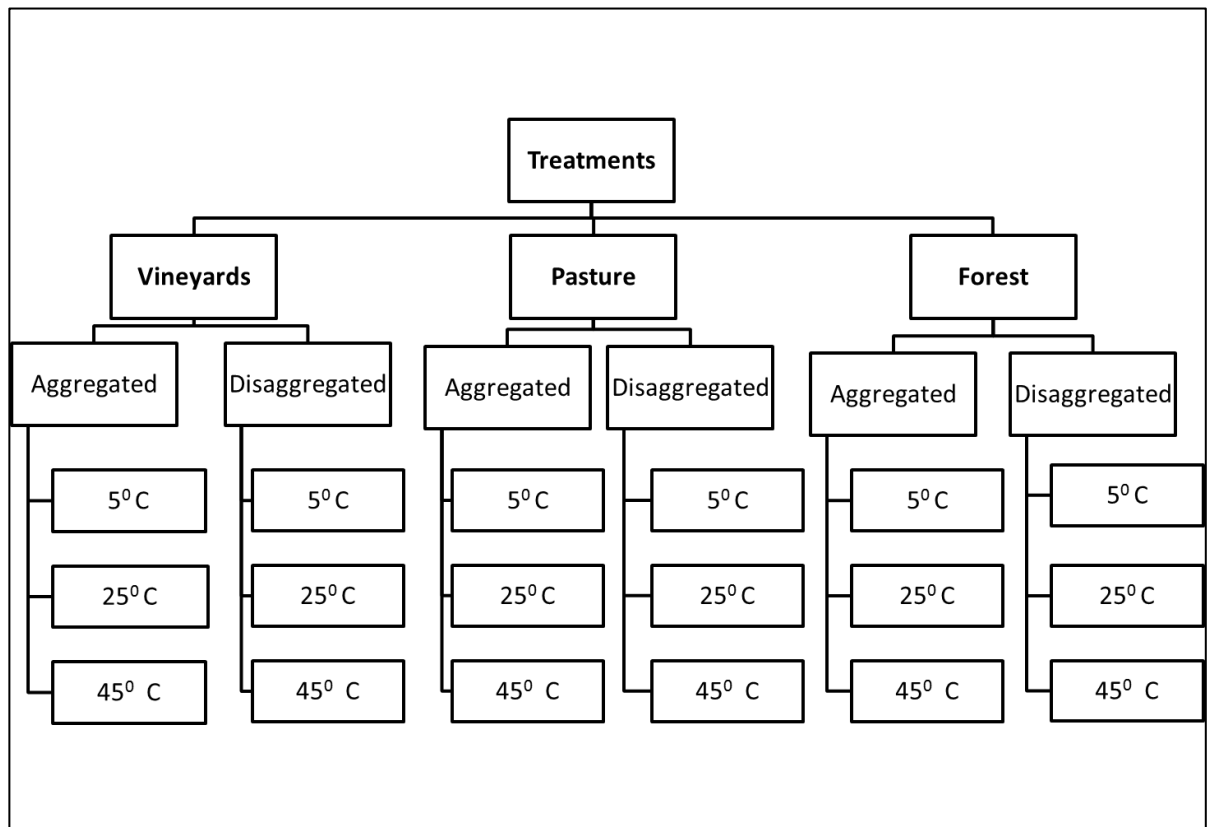 Treatments
Vineyards
Pasture
Forest
Aggregated
Disaggregated
Aggregated
Disaggregated
Aggregated
Disaggregated
5⁰ C
5⁰ C
5⁰ C
5⁰ C
5⁰ C
5⁰ C
25⁰ C
25⁰ C
25⁰ C
25⁰ C
25⁰ C
25⁰ C
45⁰ C
45⁰ C
45⁰ C
45⁰ C
45⁰ C
45⁰ C